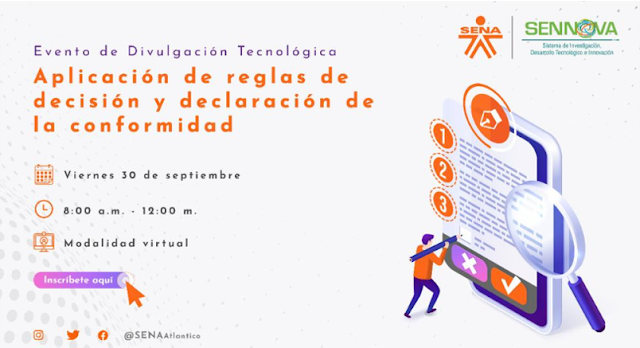 SENA
SENNOVA
Sistema de Investigación,
Desarrollo Tecnológico e Innovación
Evento de Divulgación Tecnológica
Aplicación de reglas de
decisión y declaración de
la conformidad
Viernes 30 de septiembre
8:00 a.m. - 12:00 m.
Modalidad virtual
Inscríbete aquí
@SENAAtlantico
1
2
3